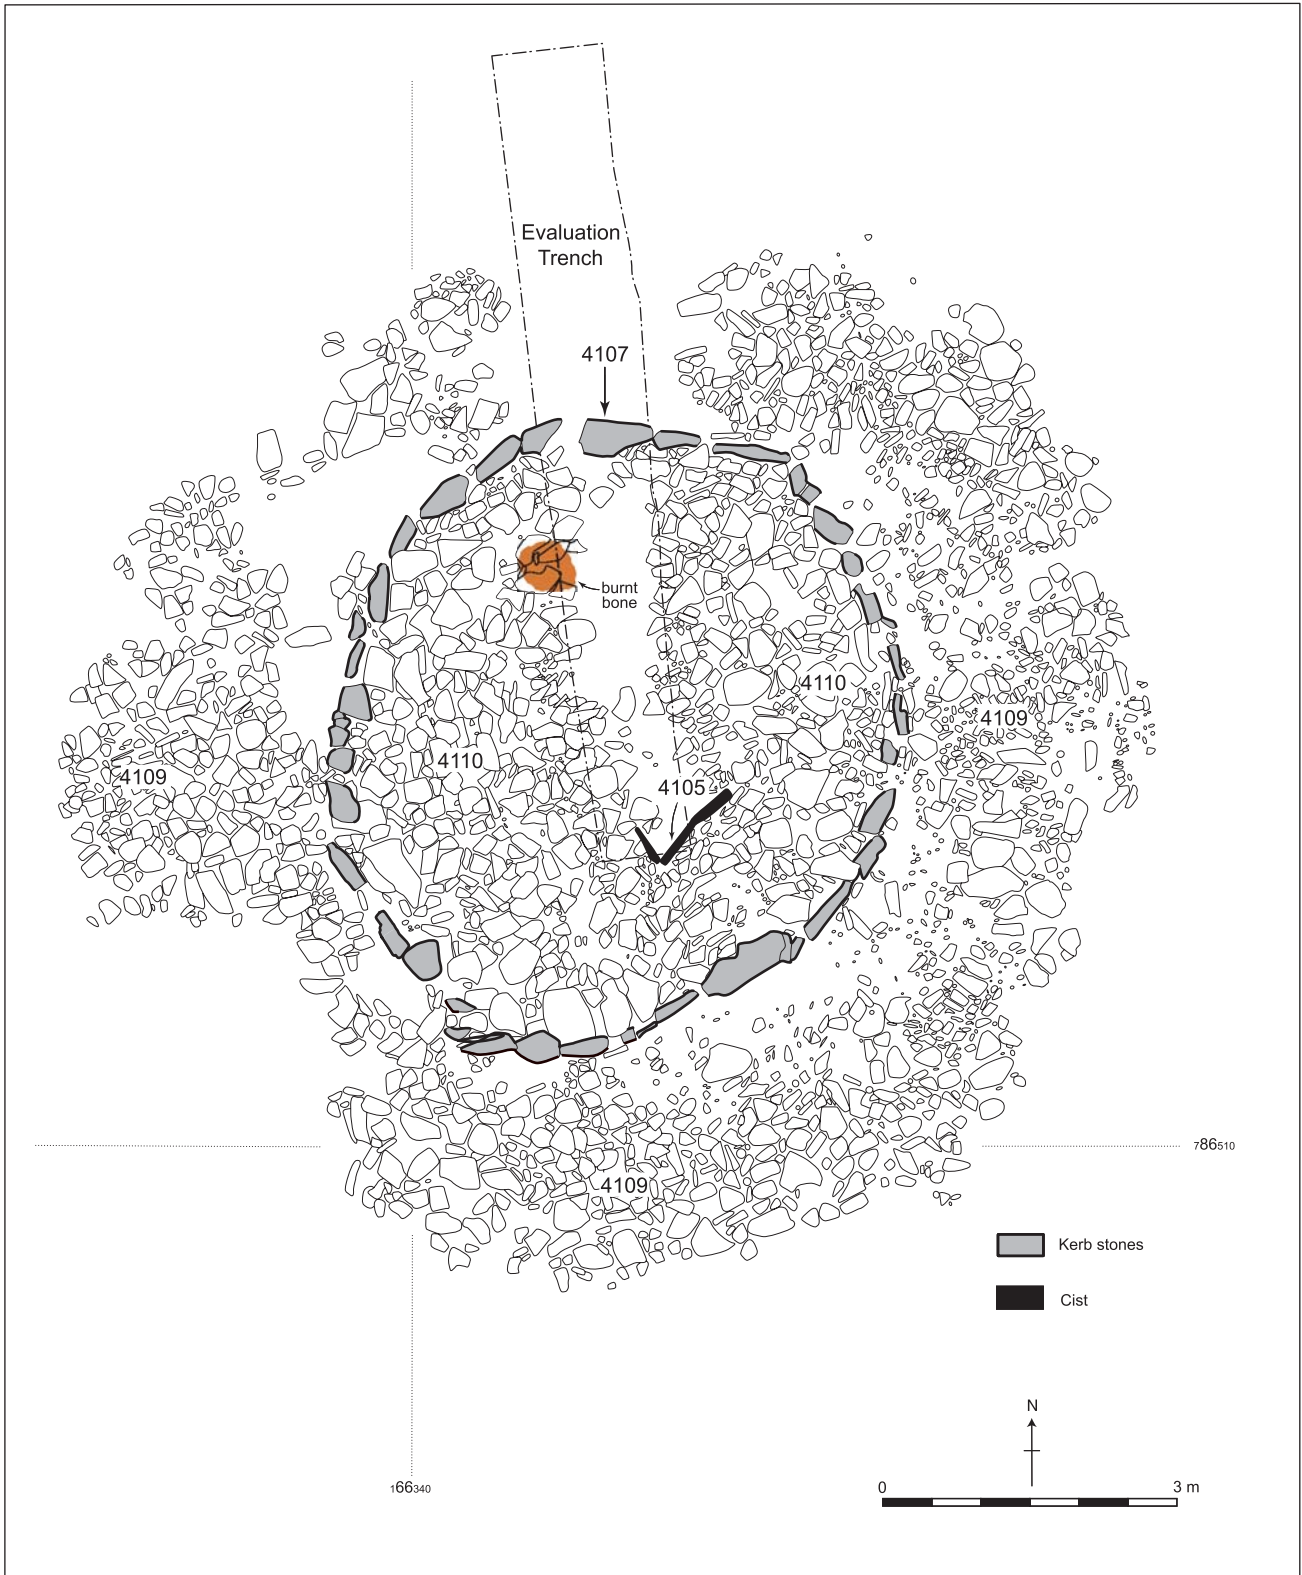 Evaluation
Trench
4107
burnt
bone
4110
4109
4110
4109
4105
786510
4109
Kerb stones
Cist
N
166340
0 3 m